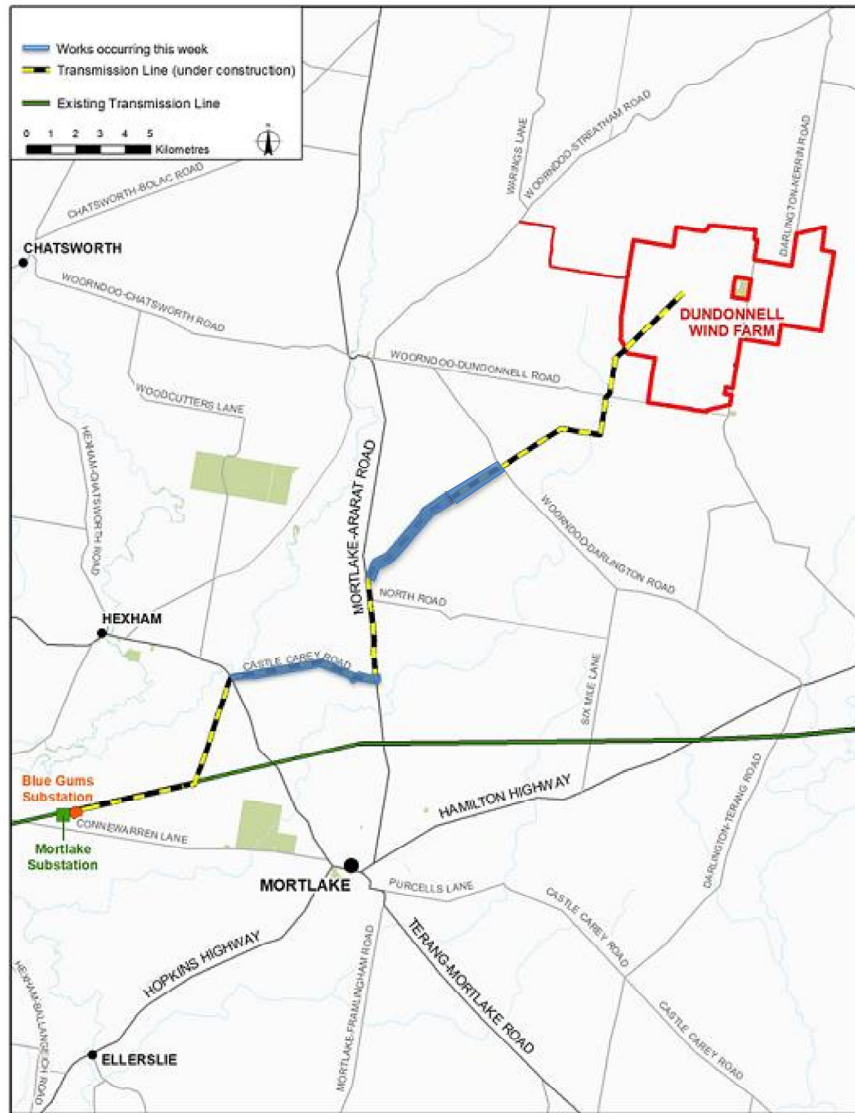 Works occurring this week
Transmission Line (under construction)
Existing Transmission Line
0 1 2 3 4 5
Kilometres
WARINGS LANE
WOORNDOO-STREATHAM ROAD
DARLINGTON-NERRIN ROAD
CHATSWORTH-BOLAC ROAD
CHATSWORTH
WOORNDOO-CHATSWORTH ROAD
DUNDONNELL
WIND FARM
WOORNDOO-DUNDONNELL ROAD
WOODCUTTERS LANE
HEXHAM-CHATSWORTH ROAD
MORTLAKE-ARARAT ROAD
WOORNDOO-DARLINGTON ROAD
NORTH ROAD
HEXHAM
CASTLE CAREY ROAD
SIX MILE LANE
Blue Gums
Substation
HAMILTON HIGHWAY
DARLINGTON-TERANG ROAD
CONNEWARREN LANE
Mortlake
Substation
MORTLAKE
PURCELLS LANE
CASTLE CAREY ROAD
HOPKINS HIGHWAY
TERANG-MORTLAKE ROAD
MORTLAKE-FRAMLINGHAM ROAD
HEXHAM-BALLANGEICH ROAD
CASTLE CAREY ROAD
ELLERSLIE